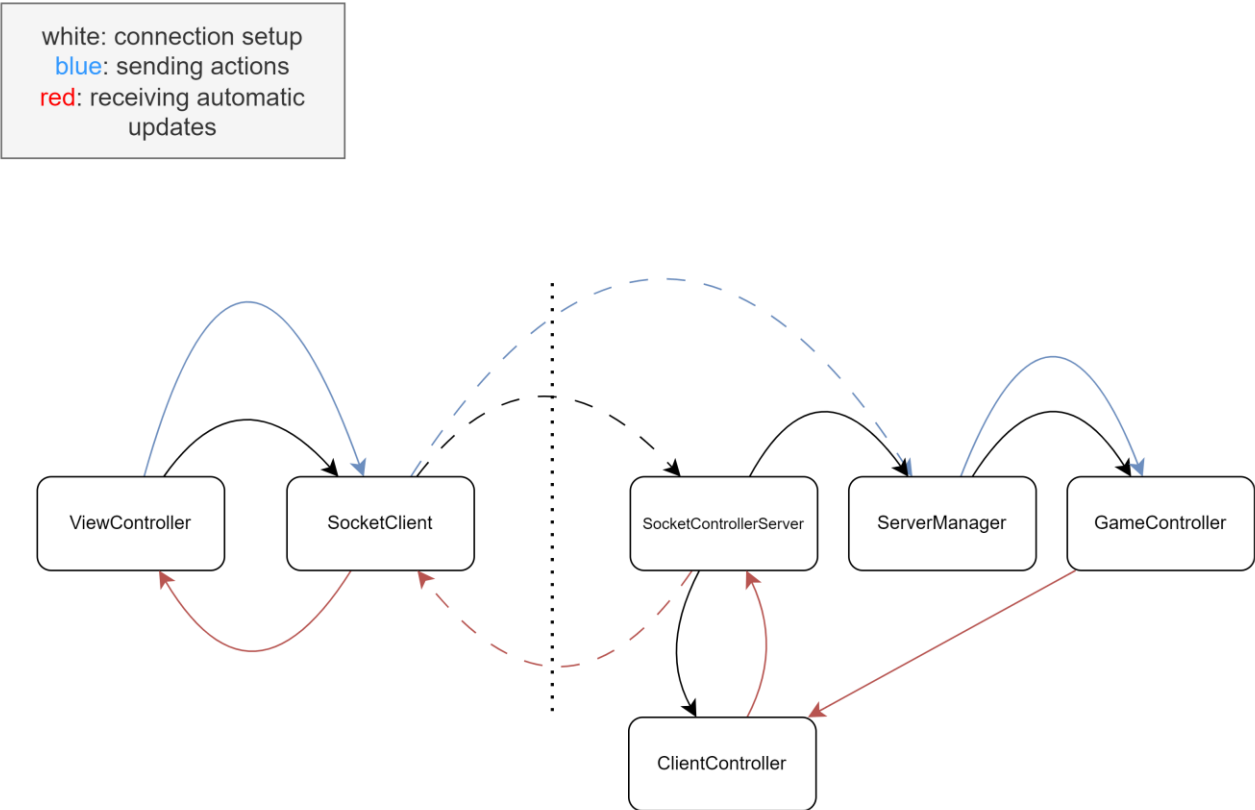 white: connection setup
blue: sending actions
red: receiving automatic
updates
ViewController
SocketClient
SocketControllerServer
ServerManager
GameController
ClientController